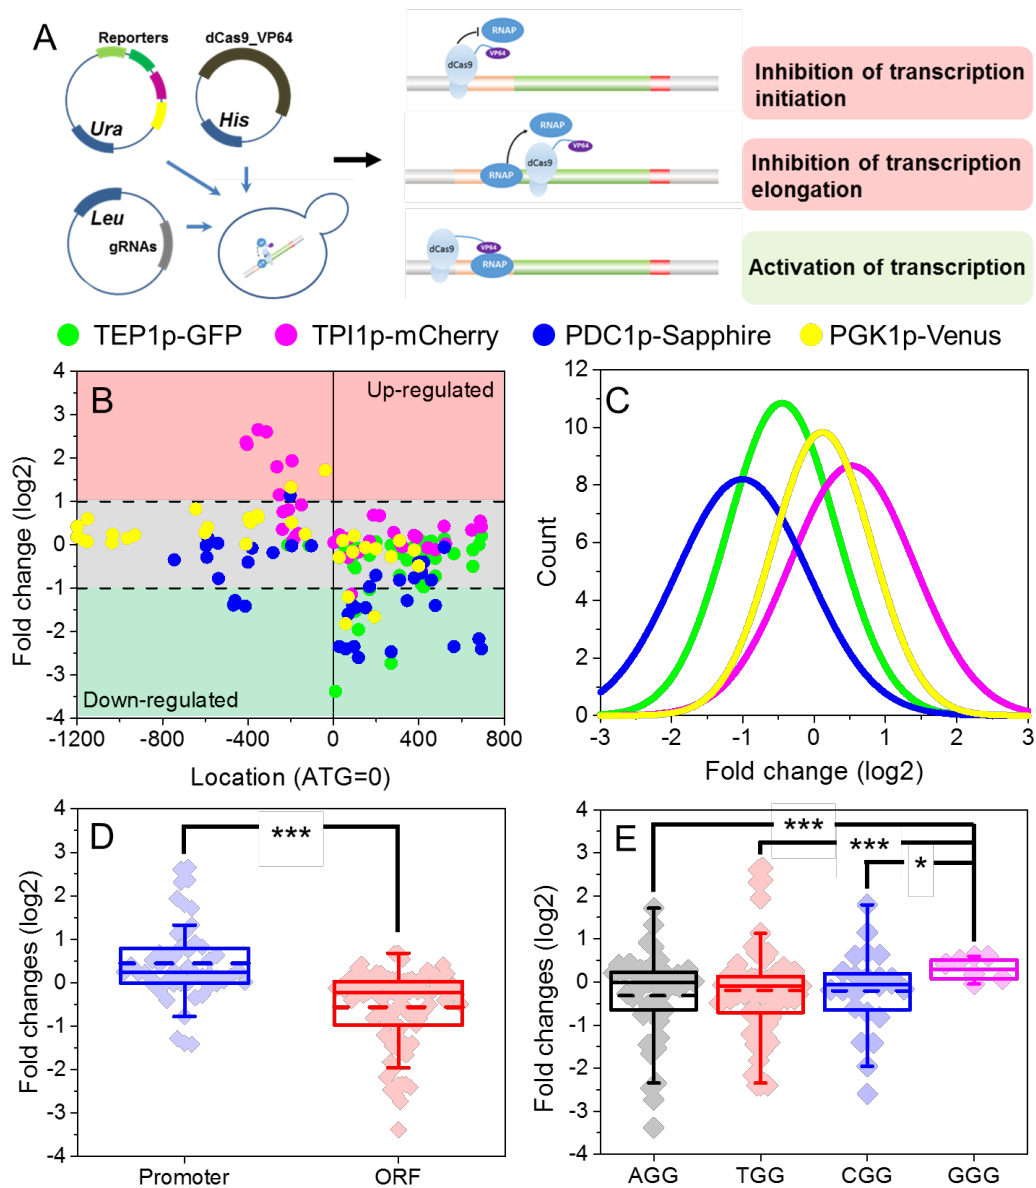 A
Reporters
dCas9_VP64
Ura
His
Leu
gRNAs
RNAP
VP64
dCas9
Inhibition of transcription
initiation
RNAP
VP64
dCas9
RNAP
Inhibition of transcription
elongation
dCas9
VP64
RNAP
Activation of transcription
TEP1p-GFP
TPI1p-mCherry
PDC1p-Sapphire
PGK1p-Venus
B
Up-regulated
Down-regulated
Fold change (log2)
4
3
2
1
0
-1
-2
-3
-4
-1200
-800
-400
0
400
800
Location (ATG=0)
C
Count
12
10
8
6
4
2
0
-3
-2
-1
0
1
2
3
Fold change (log2)
D
***
Fold changes (log2)
4
3
2
1
0
-1
-2
-3
-4
Promoter
ORF
E
***
***
*
Fold changes (log2)
4
3
2
1
0
-1
-2
-3
-4
AGG
TGG
CGG
GGG